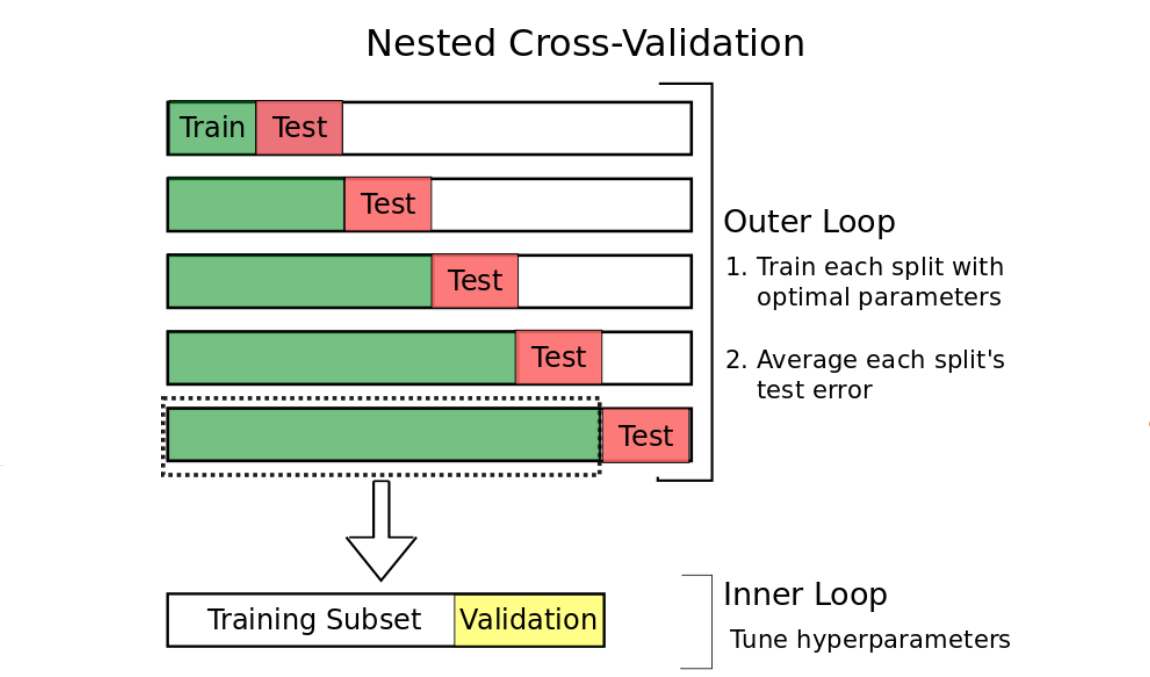 Nested Cross-Validation
Train Test
Test
Test
Test
Test
Outer Loop
1. Train each split with
optimal parameters
2. Average each split's
test error
Training Subset Validation
Inner Loop
Tune hyperparameters